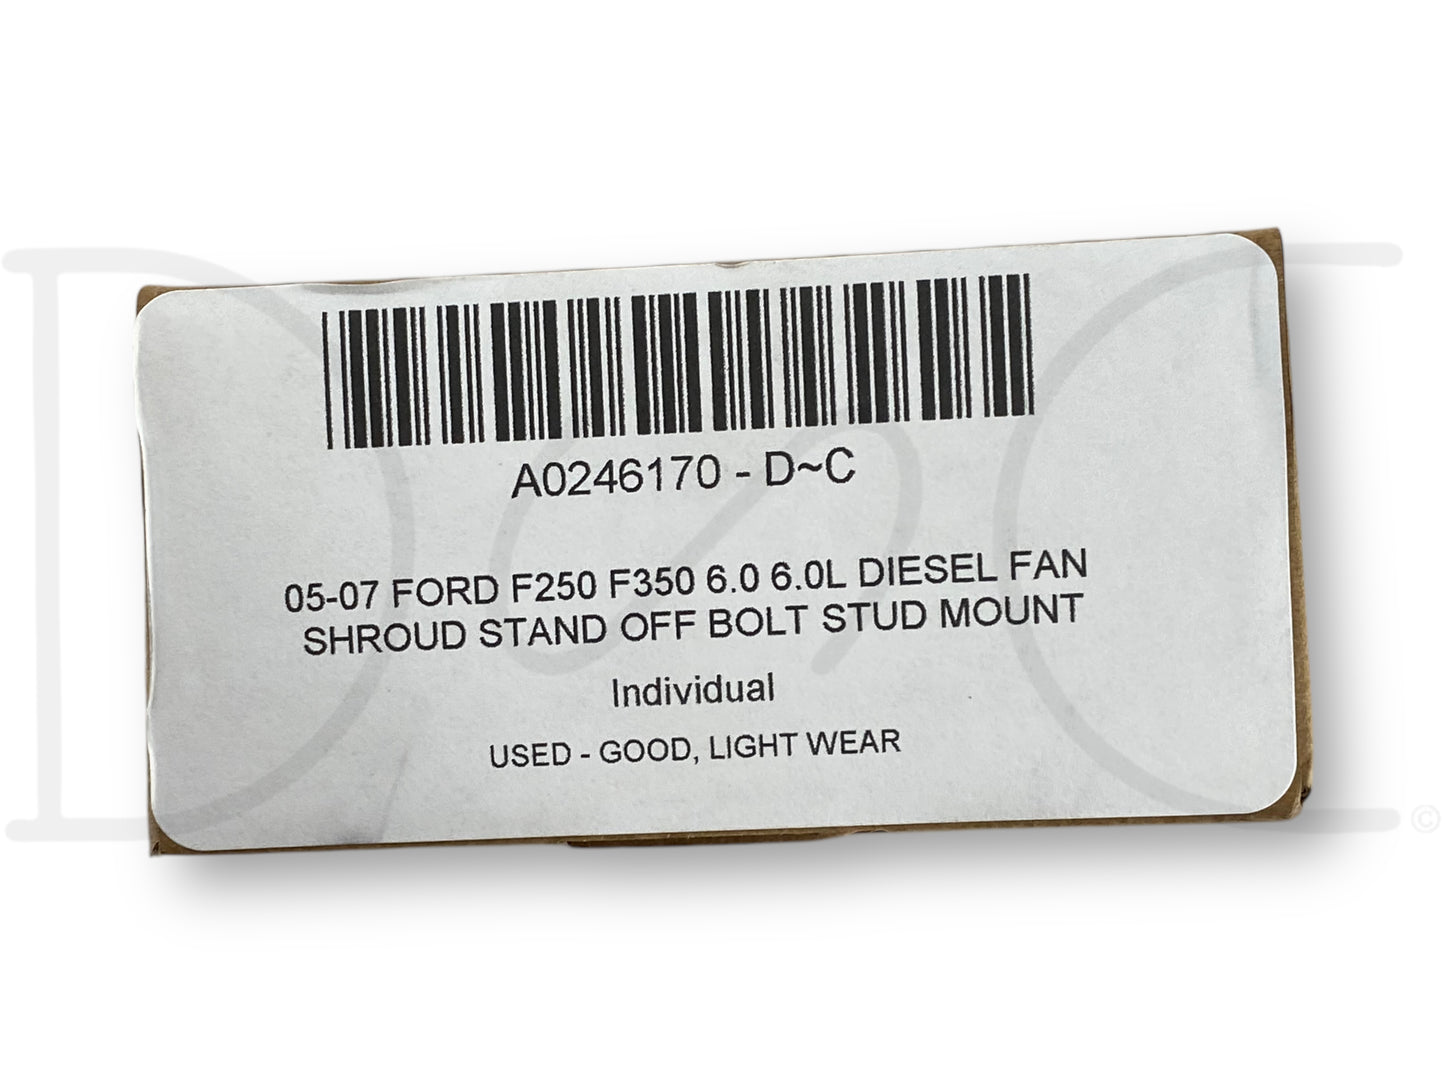 A0246170 - D~C
05-07 FORD F250 F350 6.0 6.0L DIESEL FAN
SHROUD STAND OFF BOLT STUD MOUNT
Individual
USED - GOOD, LIGHT WEAR
DnC
©